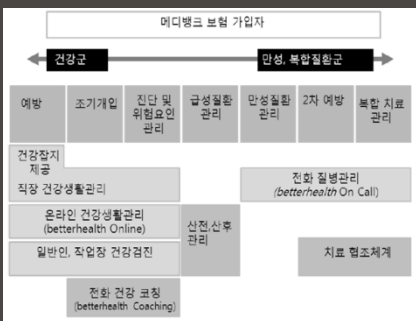 메디뱅크 보험 가입자
건강군
만성, 복합질환군
예방
조기개입
진단 및
위험요인
관리
급성질환
관리
만성질환
관리
2차 예방
복합 치료
관리
건강잡지
제공
직장 건강생활관리
전화 질병관리
(betterhealth On Call)
온라인 건강생활관리
(betterhealth Online)
산전,산후
관리
일반인, 작업장 건강검진
치료 협조체계
전화 건강 코칭
(betterhealth Coaching)